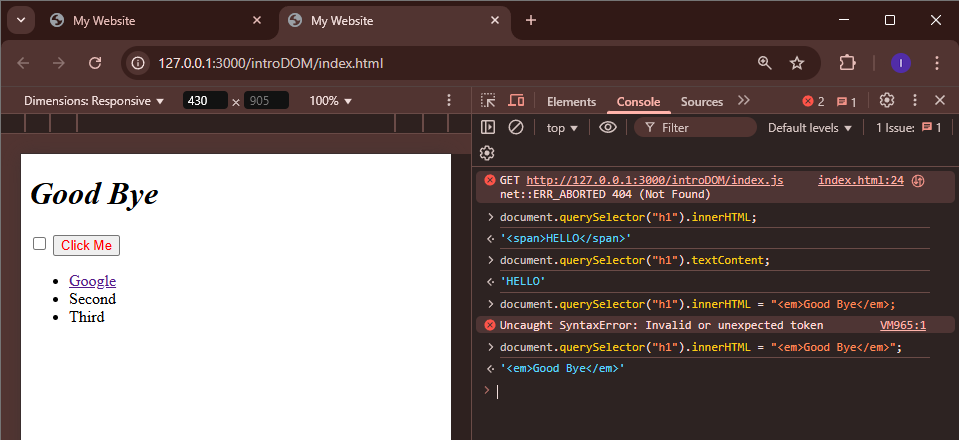 My Website
My Website
127.0.0.1:3000/introDOM/index.html
I
Dimensions: Responsive
430
×
905
100%
Elements
Console
Sources
2
1
top
Filter
Default levels
1 Issue:
1
Good Bye
Click Me
Google
Second
Third
GET http://127.0.0.1:3000/introDOM/index.js index.html:24
net::ERR_ABORTED 404 (Not Found)
document.querySelector("h1").innerHTML;
'<span>HELLO</span>'
document.querySelector("h1").textContent;
'HELLO'
document.querySelector("h1").innerHTML = "<em>Good Bye</em>;
Uncaught SyntaxError: Invalid or unexpected token VM965:1
document.querySelector("h1").innerHTML = "<em>Good Bye</em>";
'<em>Good Bye</em>'